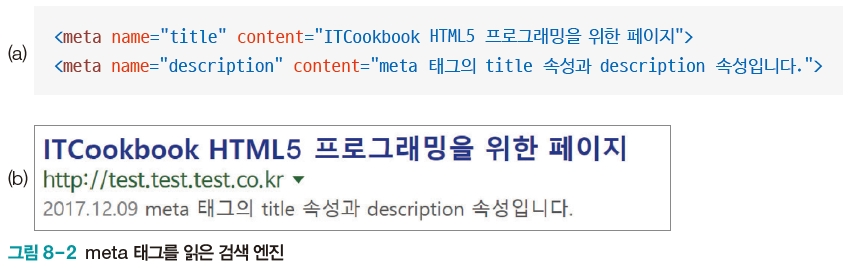 (a)
<meta name="title" content="ITCookbook HTML5 프로그래밍을 위한 페이지">
<meta name="description" content="meta 태그의 title 속성과 description 속성입니다.">
(b)
ITCookbook HTML5 프로그래밍을 위한 페이지
http://test.test.test.co.kr
2017.12.09 meta 태그의 title 속성과 description 속성입니다.
그림 8-2 meta 태그를 읽은 검색 엔진